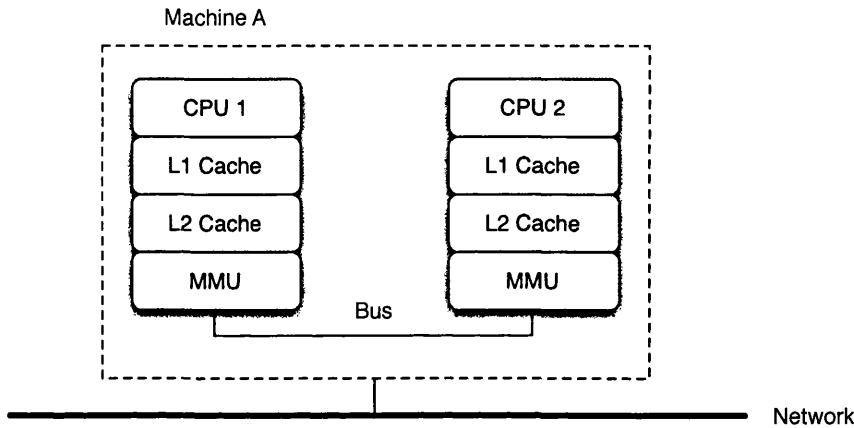 Machine A
CPU 1
CPU 2
L1 Cache
L1 Cache
L2 Cache
L2 Cache
MMU
MMU
Bus
Network